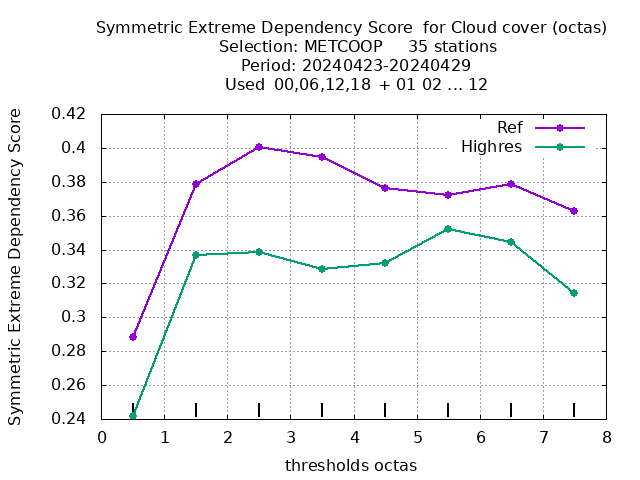 Symmetric Extreme Dependency Score  for Cloud cover (octas)
Selection: METCOOP     35 stations
Period: 20240423-20240429
Used  00,06,12,18 + 01 02 ... 12
Symmetric Extreme Dependency Score
0.42
0.4
0.38
0.36
0.34
0.32
0.3
0.28
0.26
0.24
Ref
Highres
0 1 2 3 4 5 6 7 8
thresholds octas